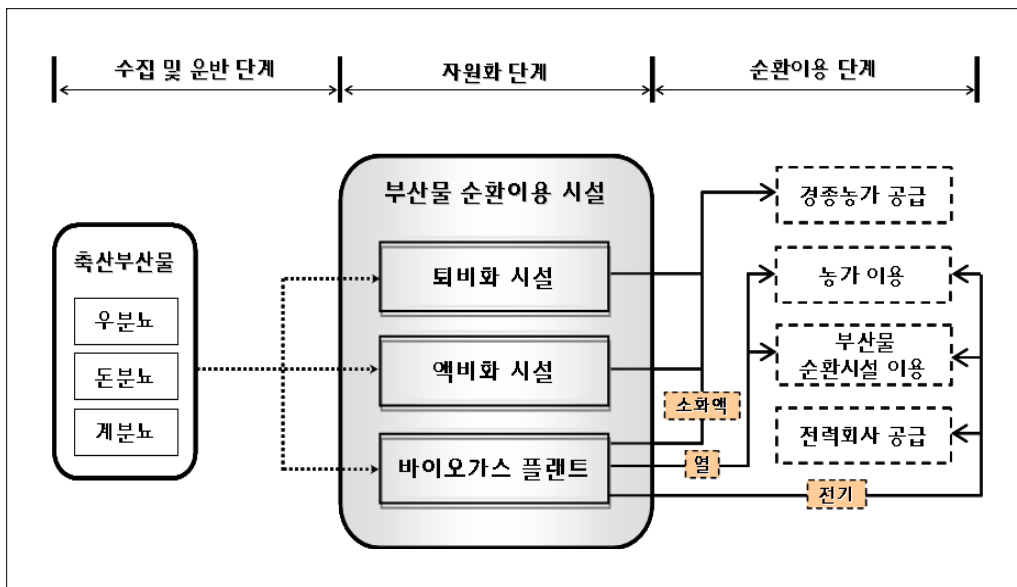 수집 및 운반 단계
자원화 단계
순환이용 단계
부산물 순환이용 시설
축산부산물
우분뇨
돈분뇨
계분뇨
퇴비화 시설
액비화 시설
바이오가스 플랜트
소화액
열
전기
경종농가 공급
농가 이용
부산물
순환시설 이용
전력회사 공급